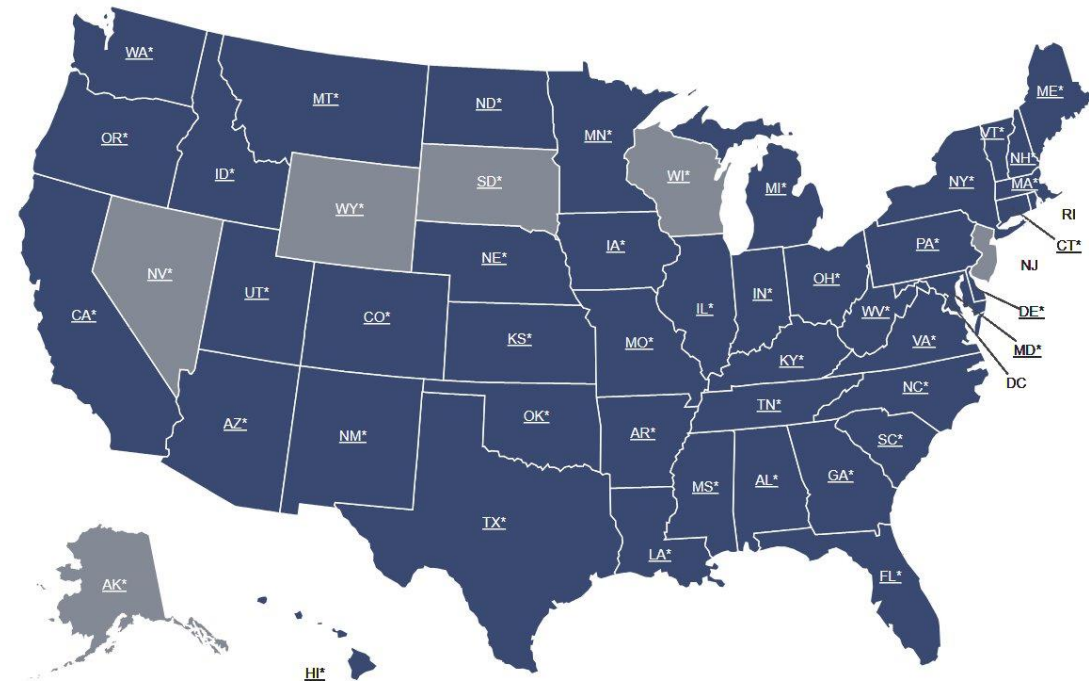 WA*
ME*
MT*
ND*
VT*
OR*
MN*
NH*
ID*
WI*
SD*
NY*
MA*
MI*
WY*
RI
IA*
CT*
PA*
NE*
NJ
NV*
OH*
IN*
UT*
IL*
DE*
CA*
CO*
WV*
KS*
MO*
VA*
MD*
KY*
DC
NC*
TN*
OK*
AZ*
AR*
NM*
SC*
GA*
AL*
MS*
TX*
LA*
FL*
AK*
HI*